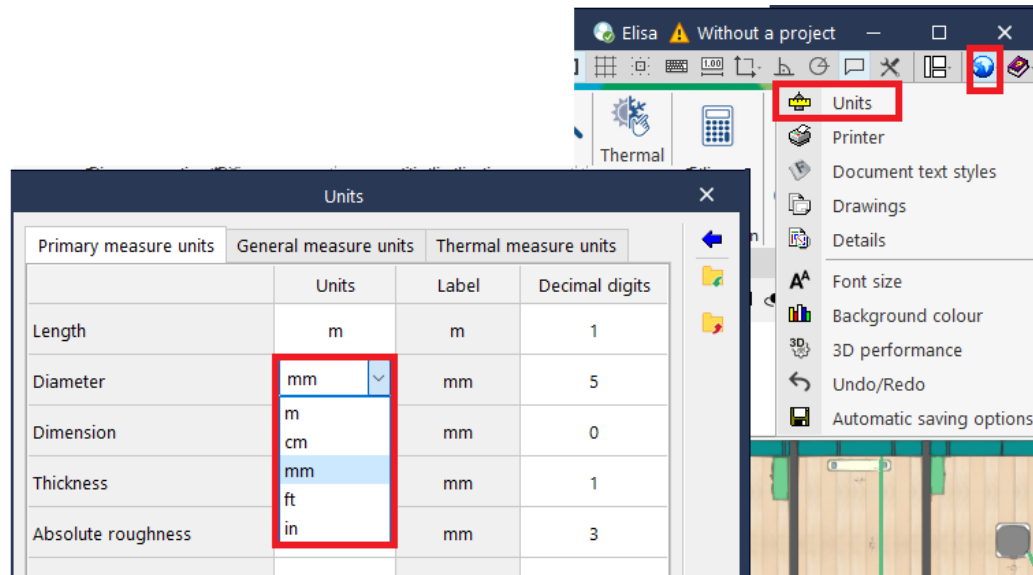 Elisa Without a project
1.00
Units
Thermal
Printer
Document text styles
Drawings
Details
AA Font size
Background colour
3D 3D performance
Undo/Redo
Automatic saving options
Units
Primary measure units General measure units Thermal measure units
Units Label Decimal digits
Length m m 1
Diameter mm mm 5
m
cm
Dimension mm 0
mm
Thickness mm 1
ft
in
Absolute roughness mm 3